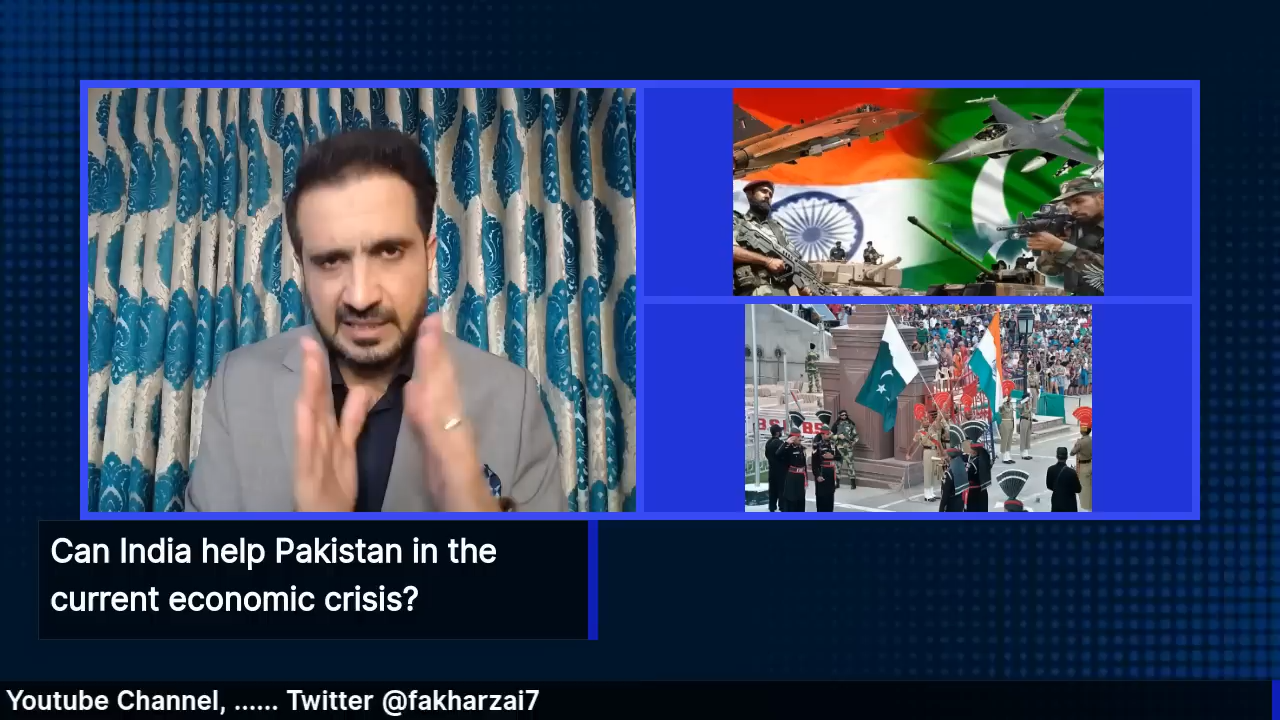 Can India help Pakistan in the
current economic crisis?
Youtube Channel, ...... Twitter @fakharzai7